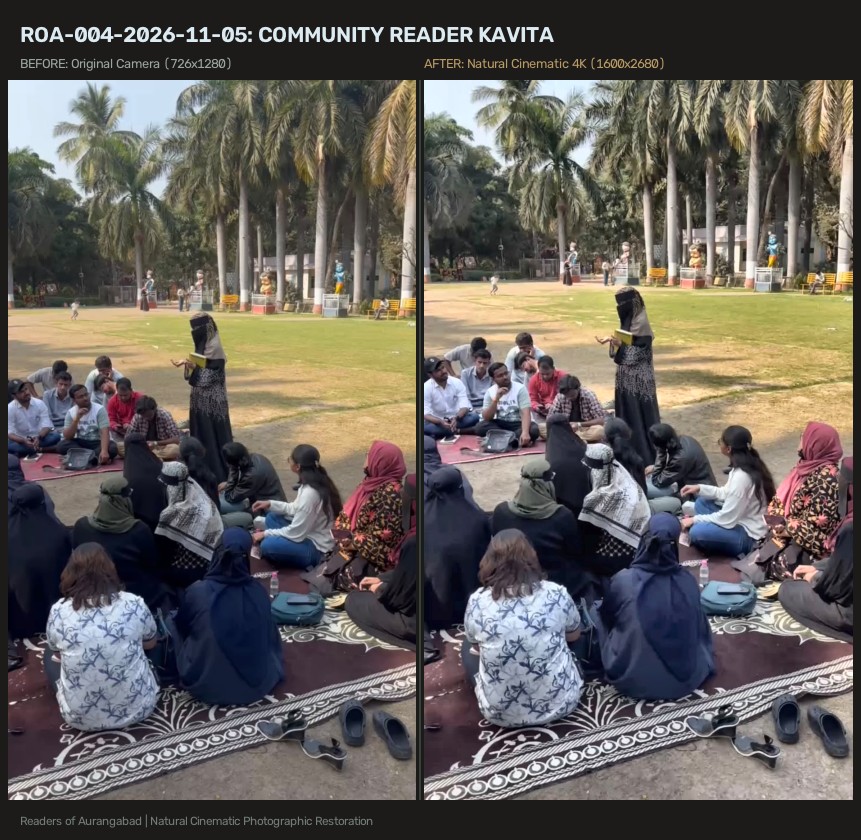 ROA-004-2026-11-05: COMMUNITY READER KAVITA
BEFORE: Original Camera (726x1280)
AFTER: Natural Cinematic 4K (1600x2680)
Readers of Aurangabad | Natural Cinematic Photographic Restoration